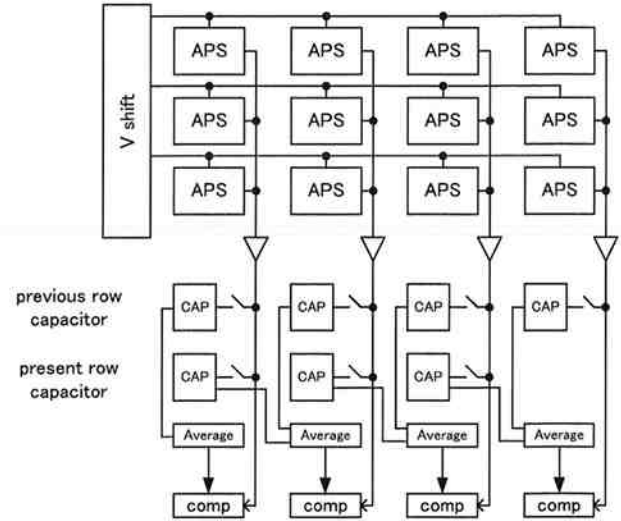 V shift
APS APS APS APS
APS APS APS APS
APS APS APS APS
previous row
capacitor
CAP CAP CAP CAP
present row
capacitor
CAP CAP CAP
Average Average Average Average
comp comp comp comp